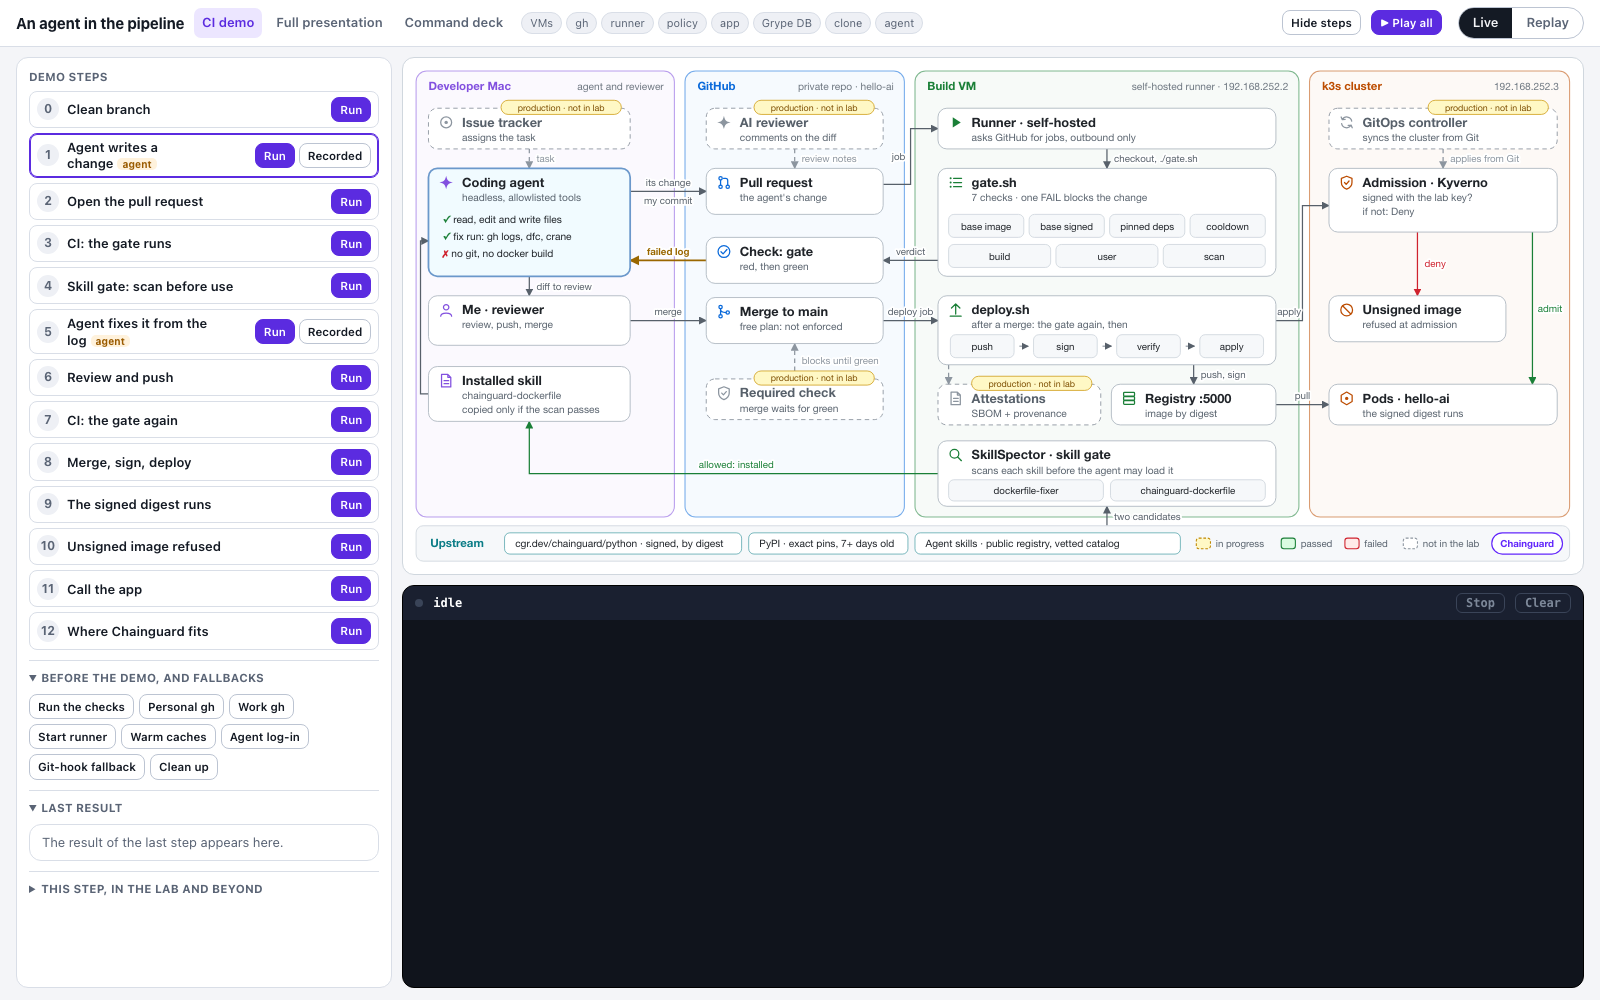 An agent in the pipeline
CI demo
Full presentation
Command deck
VMs
gh
runner
policy
app
Grype DB
clone
agent
Hide steps
▶ Play all
Live
Replay
DEMO STEPS
0 Clean branch Run
1 Agent writes a
change agent Run Recorded
2 Open the pull request Run
3 CI: the gate runs Run
4 Skill gate: scan before use Run
5 Agent fixes it from the
log agent Run Recorded
6 Review and push Run
7 CI: the gate again Run
8 Merge, sign, deploy Run
9 The signed digest runs Run
10 Unsigned image refused Run
11 Call the app Run
12 Where Chainguard fits Run
▼ BEFORE THE DEMO, AND FALLBACKS
Run the checks
Personal gh
Work gh
Start runner
Warm caches
Agent log-in
Git-hook fallback
Clean up
▼ LAST RESULT
The result of the last step appears here.
▶ THIS STEP, IN THE LAB AND BEYOND
Developer Mac
agent and reviewer
production · not in lab
Issue tracker
assigns the task
task
Coding agent
headless, allowlisted tools
✓ read, edit and write files
✓ fix run: gh logs, dfc, crane
✗ no git, no docker build
diff to review
Me · reviewer
review, push, merge
Installed skill
chainguard-dockerfile
copied only if the scan passes
its change
my commit
failed log
merge
allowed: installed
GitHub
private repo · hello-ai
production · not in lab
AI reviewer
comments on the diff
review notes
Pull request
the agent's change
Check: gate
red, then green
Merge to main
free plan: not enforced
blocks until green
production · not in lab
Required check
merge waits for green
job
verdict
deploy job
Build VM
self-hosted runner · 192.168.252.2
Runner · self-hosted
asks GitHub for jobs, outbound only
checkout, ./gate.sh
gate.sh
7 checks · one FAIL blocks the change
base image
base signed
pinned deps
cooldown
build
user
scan
deploy.sh
after a merge: the gate again, then
push
sign
verify
apply
push, sign
production · not in lab
Attestations
SBOM + provenance
Registry :5000
image by digest
SkillSpector · skill gate
scans each skill before the agent may load it
dockerfile-fixer
chainguard-dockerfile
two candidates
apply
pull
k3s cluster
192.168.252.3
production · not in lab
GitOps controller
syncs the cluster from Git
applies from Git
Admission · Kyverno
signed with the lab key?
if not: Deny
deny
admit
Unsigned image
refused at admission
Pods · hello-ai
the signed digest runs
Upstream
cgr.dev/chainguard/python · signed, by digest
PyPI · exact pins, 7+ days old
Agent skills · public registry, vetted catalog
in progress
passed
failed
not in the lab
Chainguard
idle
Stop
Clear